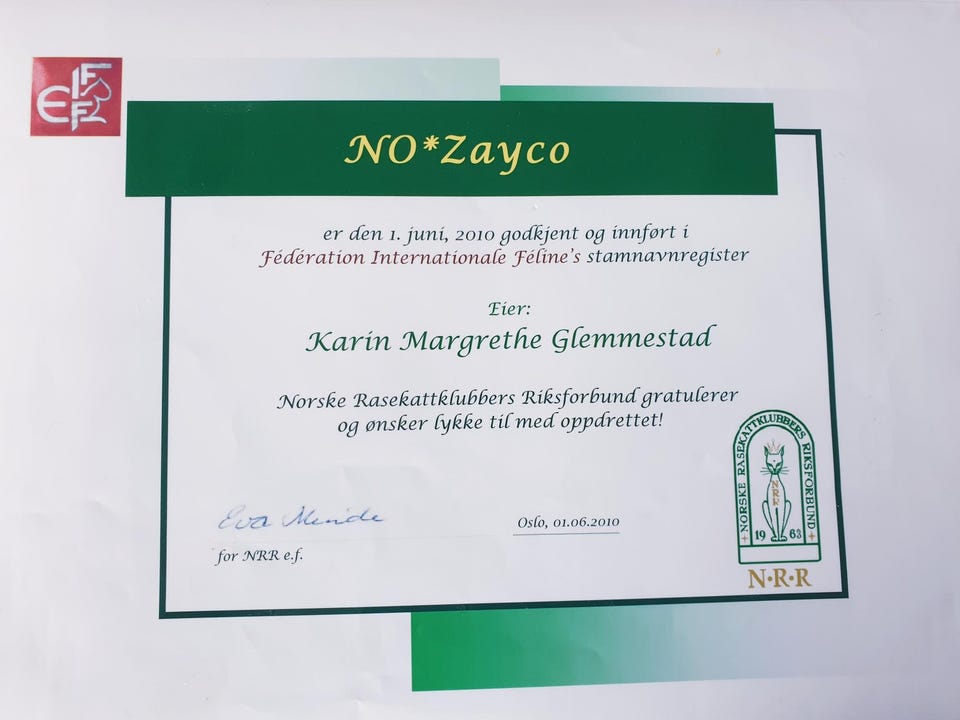 FIFe
NO*Zayco
er den 1. juni, 2010 godkjent og innført i
Fédération Internationale Féline's stamnavnregister
Eier:
Karin Margrethe Glemmestad
Norske Rasekattklubbers Riksforbund gratulerer
og ønsker lykke til med oppdrettet!
NORSKE RASEKATTKLUBBERS RIKSFORBUND
NRR
19 63
N·R·R
Eva Meinde
Oslo, 01.06.2010
for NRR e.f.